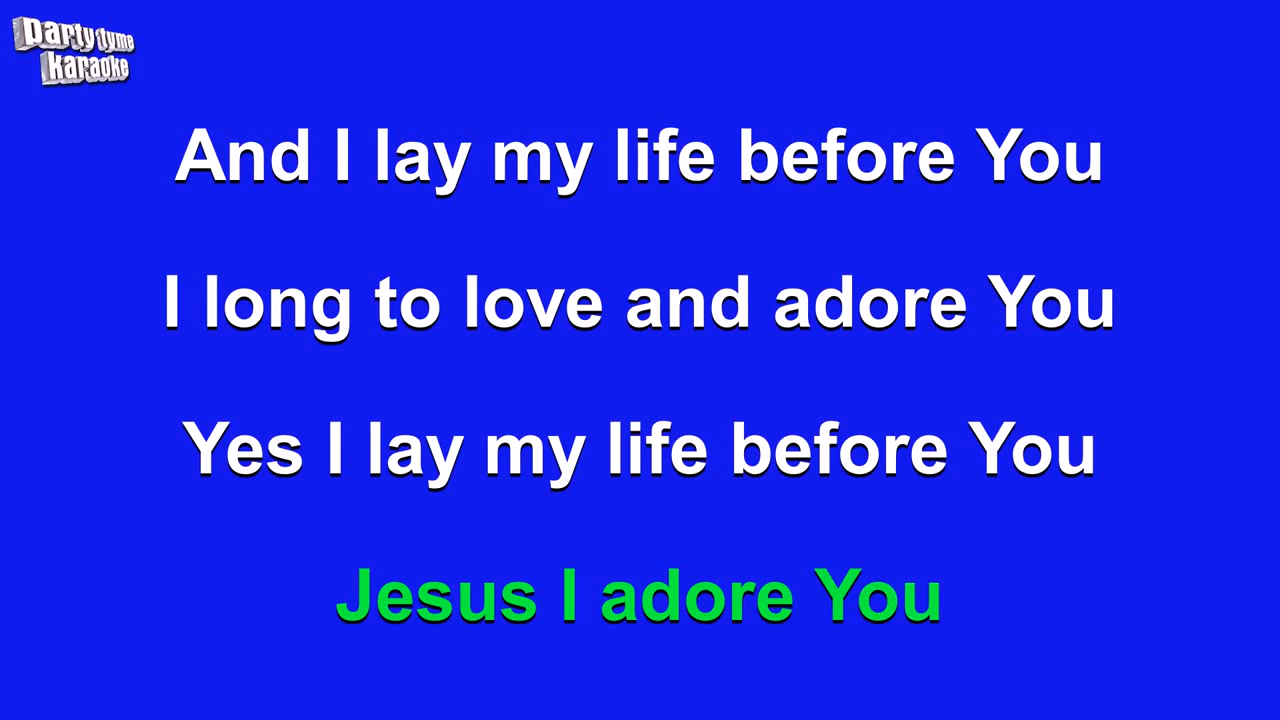 party tyme
karaoke
And I lay my life before You
I long to love and adore You
Yes I lay my life before You
Jesus I adore You